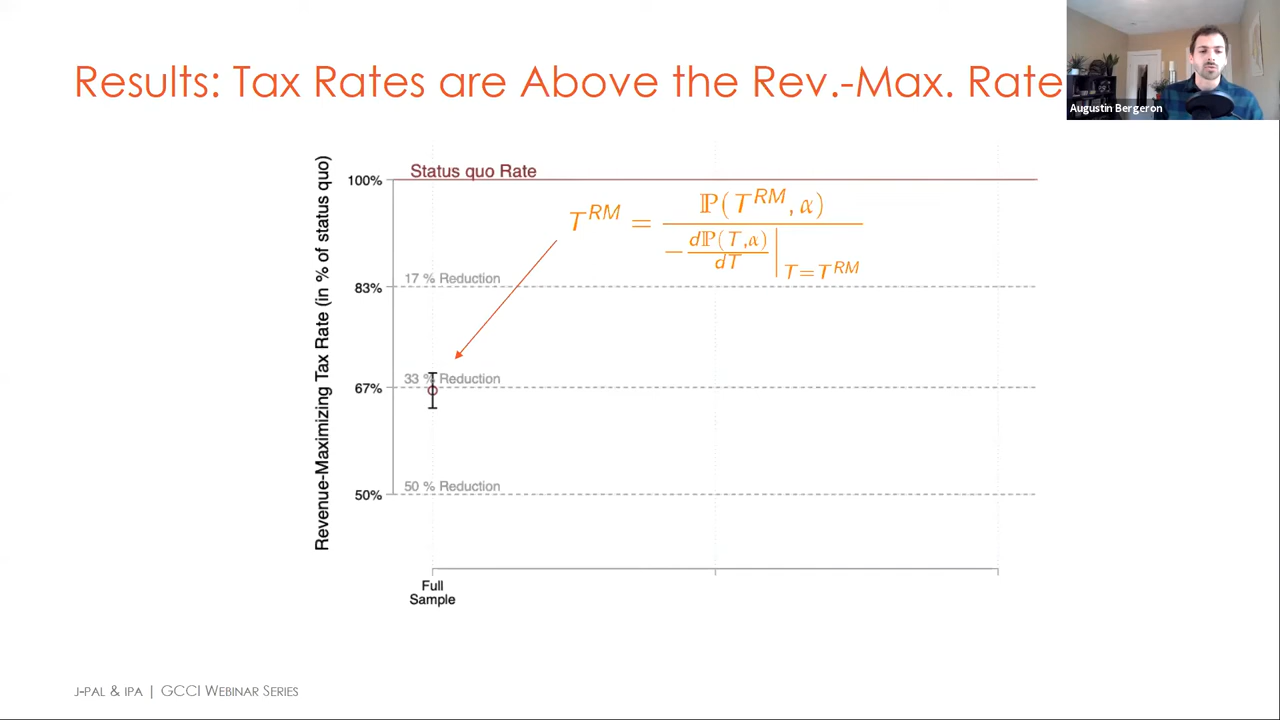 Results: Tax Rates are Above the Rev.-Max. Rate
Augustin Bergeron
Revenue-Maximizing Tax Rate (in % of status quo)
100%
Status quo Rate
T^{RM} = \frac{ℙ(T^{RM}, α)}{-\frac{dℙ(T,α)}{dT}|_{T=T^{RM}}}
17 % Reduction
83%
33 % Reduction
67%
50 % Reduction
50%
Full
Sample
J-PAL & IPA | GCCI WEBINAR SERIES